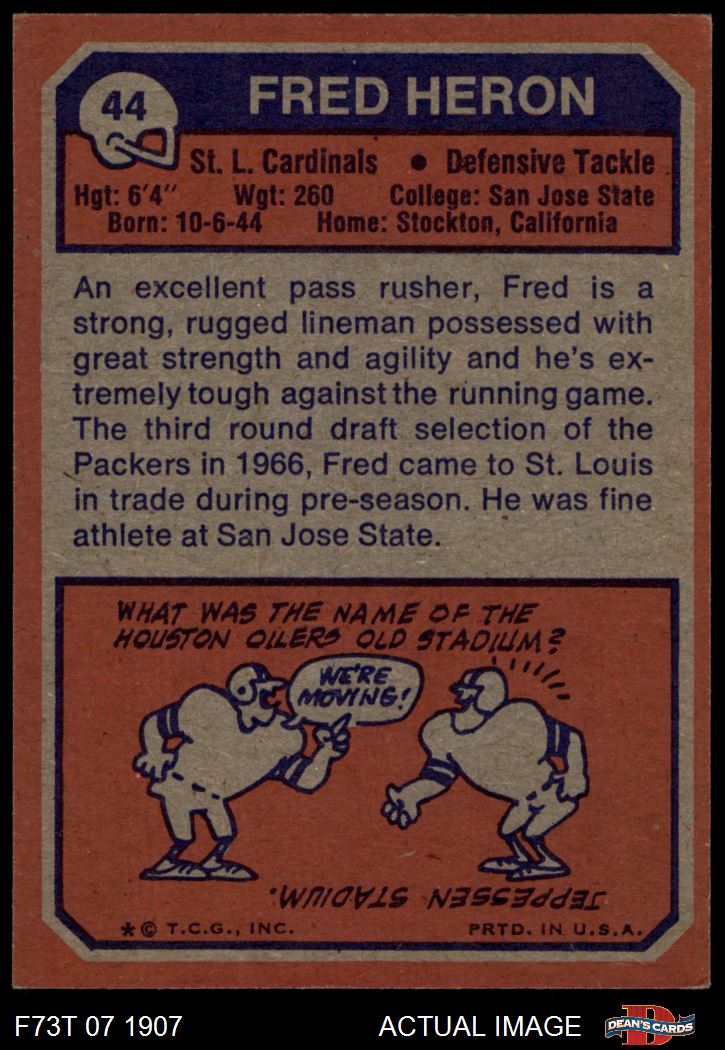 44
FRED HERON
St. L. Cardinals ● Defensive Tackle
Hgt: 6'4" Wgt: 260 College: San Jose State
Born: 10-6-44 Home: Stockton, California
An excellent pass rusher, Fred is a
strong, rugged lineman possessed with
great strength and agility and he's ex-
tremely tough against the running game.
The third round draft selection of the
Packers in 1966, Fred came to St. Louis
in trade during pre-season. He was fine
athlete at San Jose State.
WHAT WAS THE NAME OF THE
HOUSTON OILERS OLD STADIUM?
WE'RE
MOVING!
JEPPESSEN STADIUM.
*© T.C.G., INC. PRTD. IN U.S.A.
F73T 07 1907 ACTUAL IMAGE
D
DEAN'S CARDS